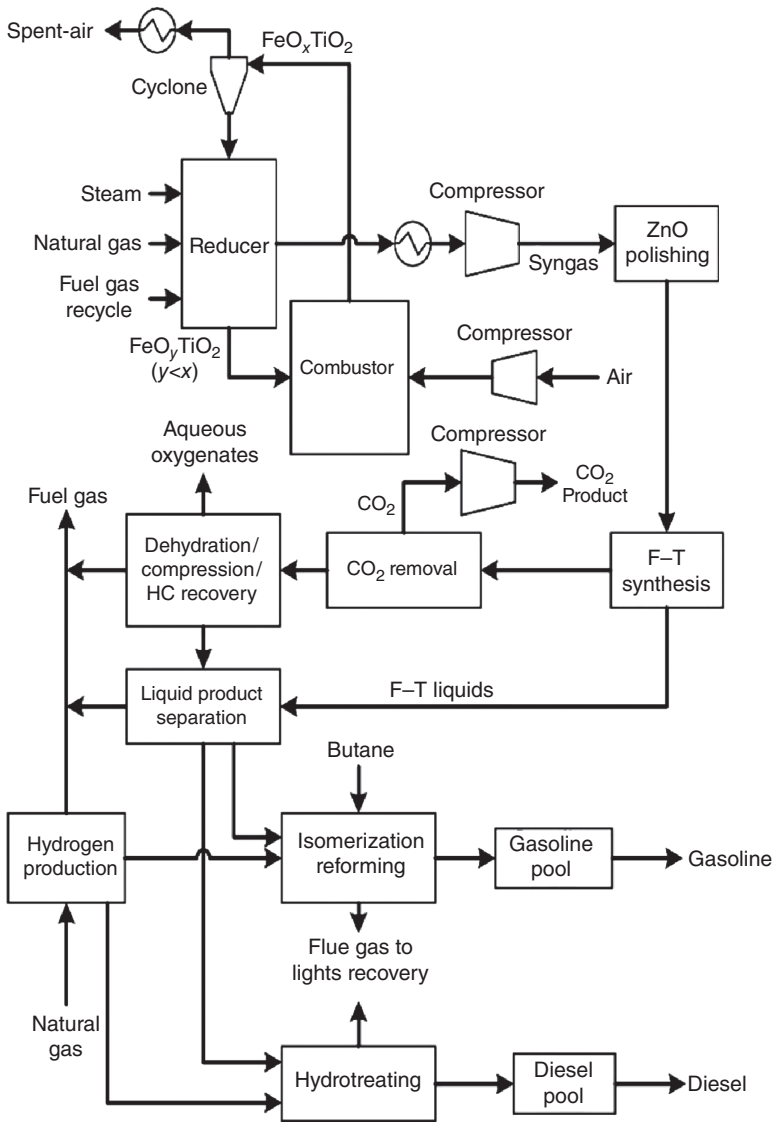 Spent-air
FeOₓTiO₂
Cyclone
Steam
Natural gas
Fuel gas
recycle
Reducer
Compressor
Syngas
ZnO
polishing
FeOᵧTiO₂
(y<x)
Combustor
Compressor
Air
Aqueous
oxygenates
Compressor
CO₂
CO₂
Product
Fuel gas
Dehydration/
compression/
HC recovery
CO₂ removal
F–T
synthesis
Liquid product
separation
F–T liquids
Butane
Hydrogen
production
Isomerization
reforming
Gasoline
pool
Gasoline
Flue gas to
lights recovery
Natural
gas
Hydrotreating
Diesel
pool
Diesel